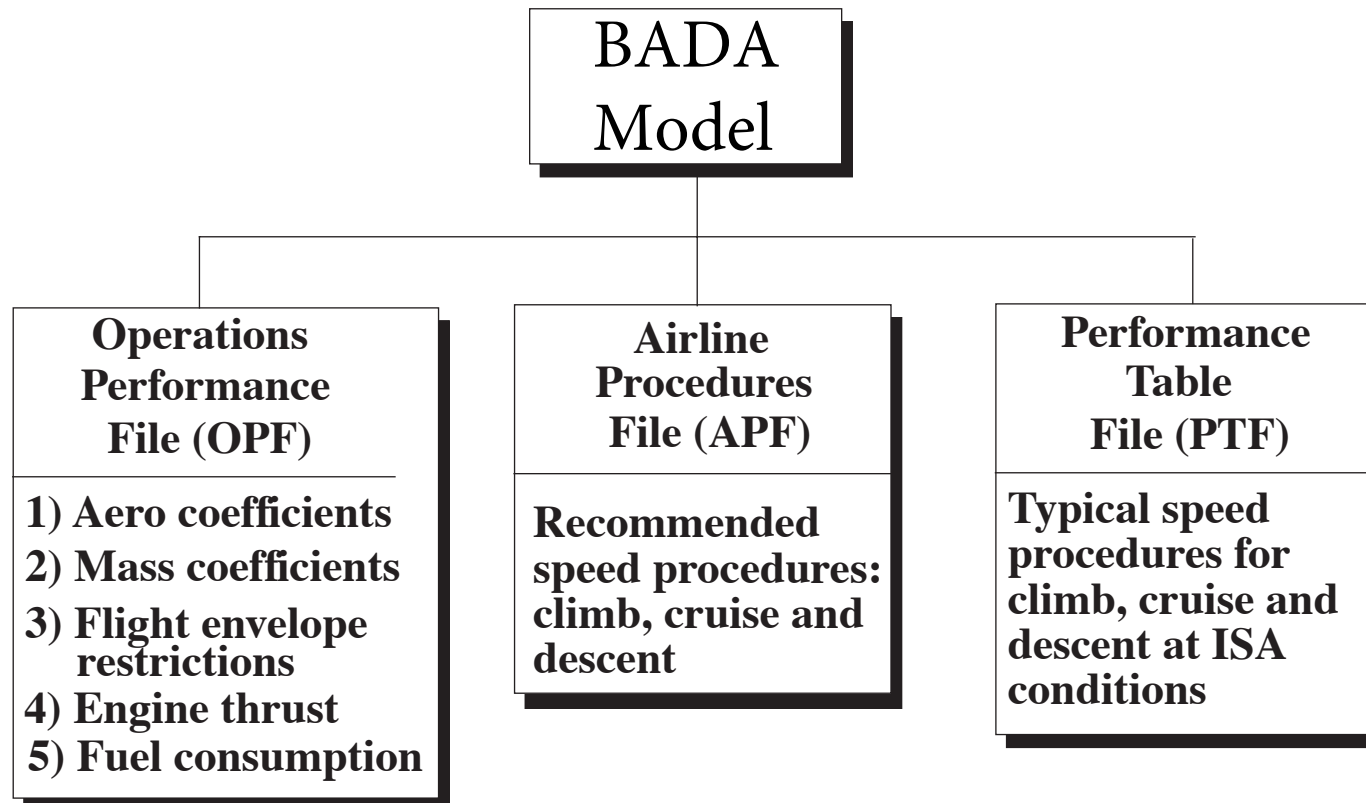 BADA
Model
Operations
Performance
File (OPF)
1) Aero coefficients
2) Mass coefficients
3) Flight envelope
restrictions
4) Engine thrust
5) Fuel consumption
Airline
Procedures
File (APF)
Recommended
speed procedures:
climb, cruise and
descent
Performance
Table
File (PTF)
Typical speed
procedures for
climb, cruise and
descent at ISA
conditions